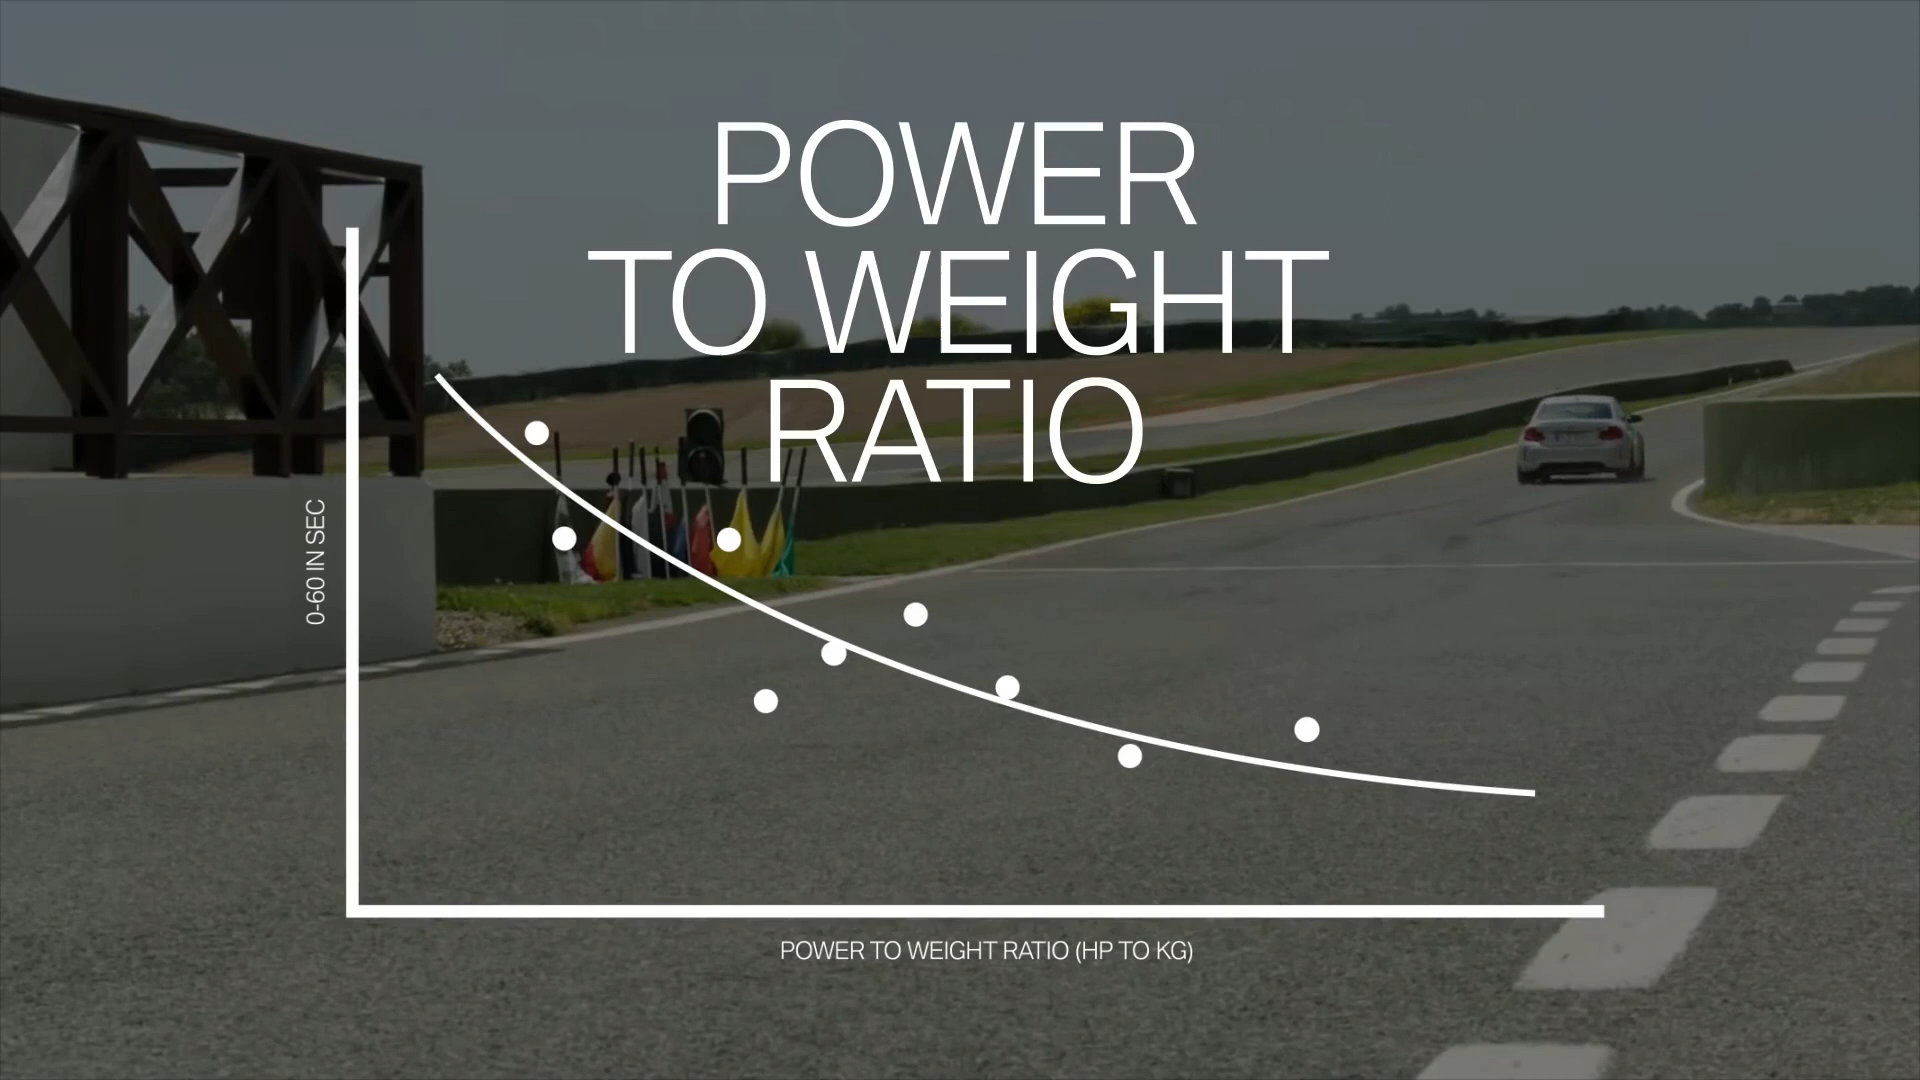 POWER
TO WEIGHT
RATIO
0-60 IN SEC
POWER TO WEIGHT RATIO (HP TO KG)